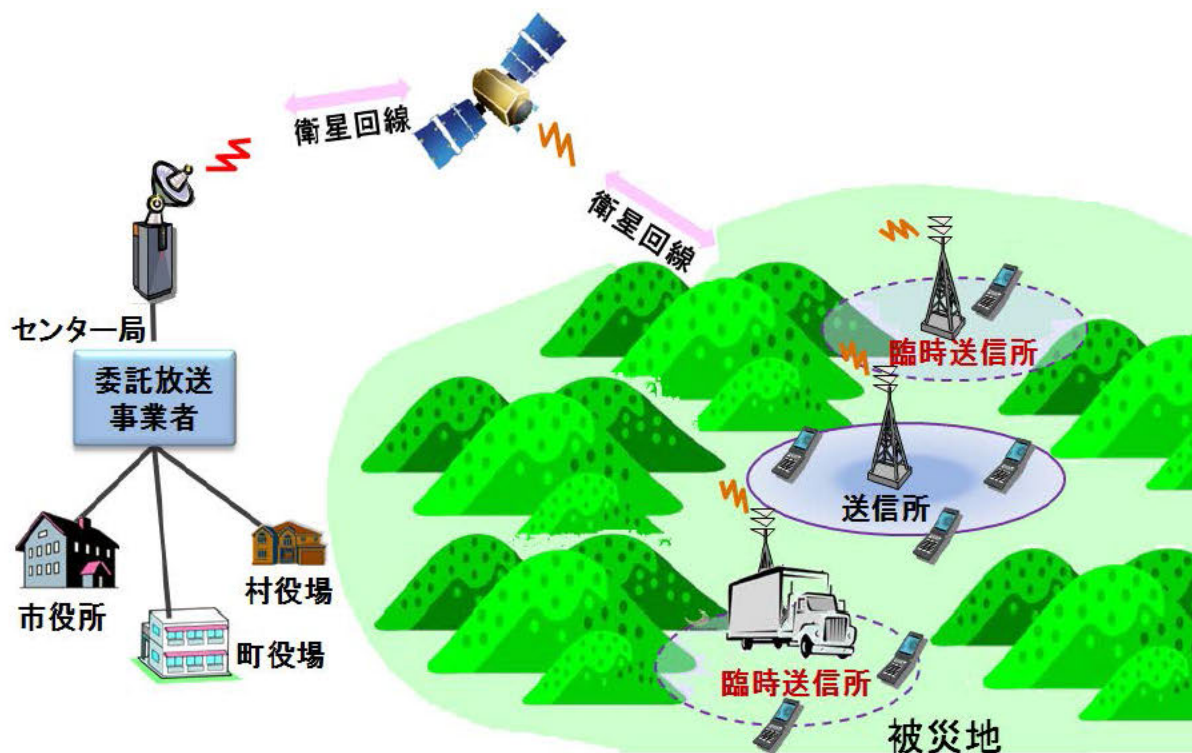 衛星回線
衛星回線
センター局
委託放送
事業者
市役所
町役場
村役場
臨時送信所
送信所
臨時送信所
被災地